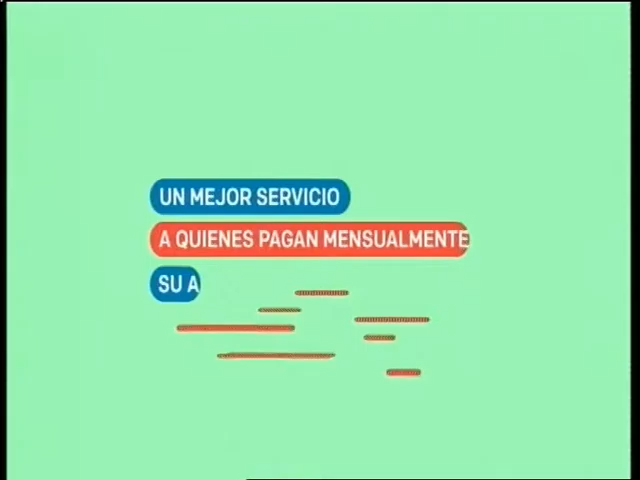 UN MEJOR SERVICIO
A QUIENES PAGAN MENSUALMENTE
SU A